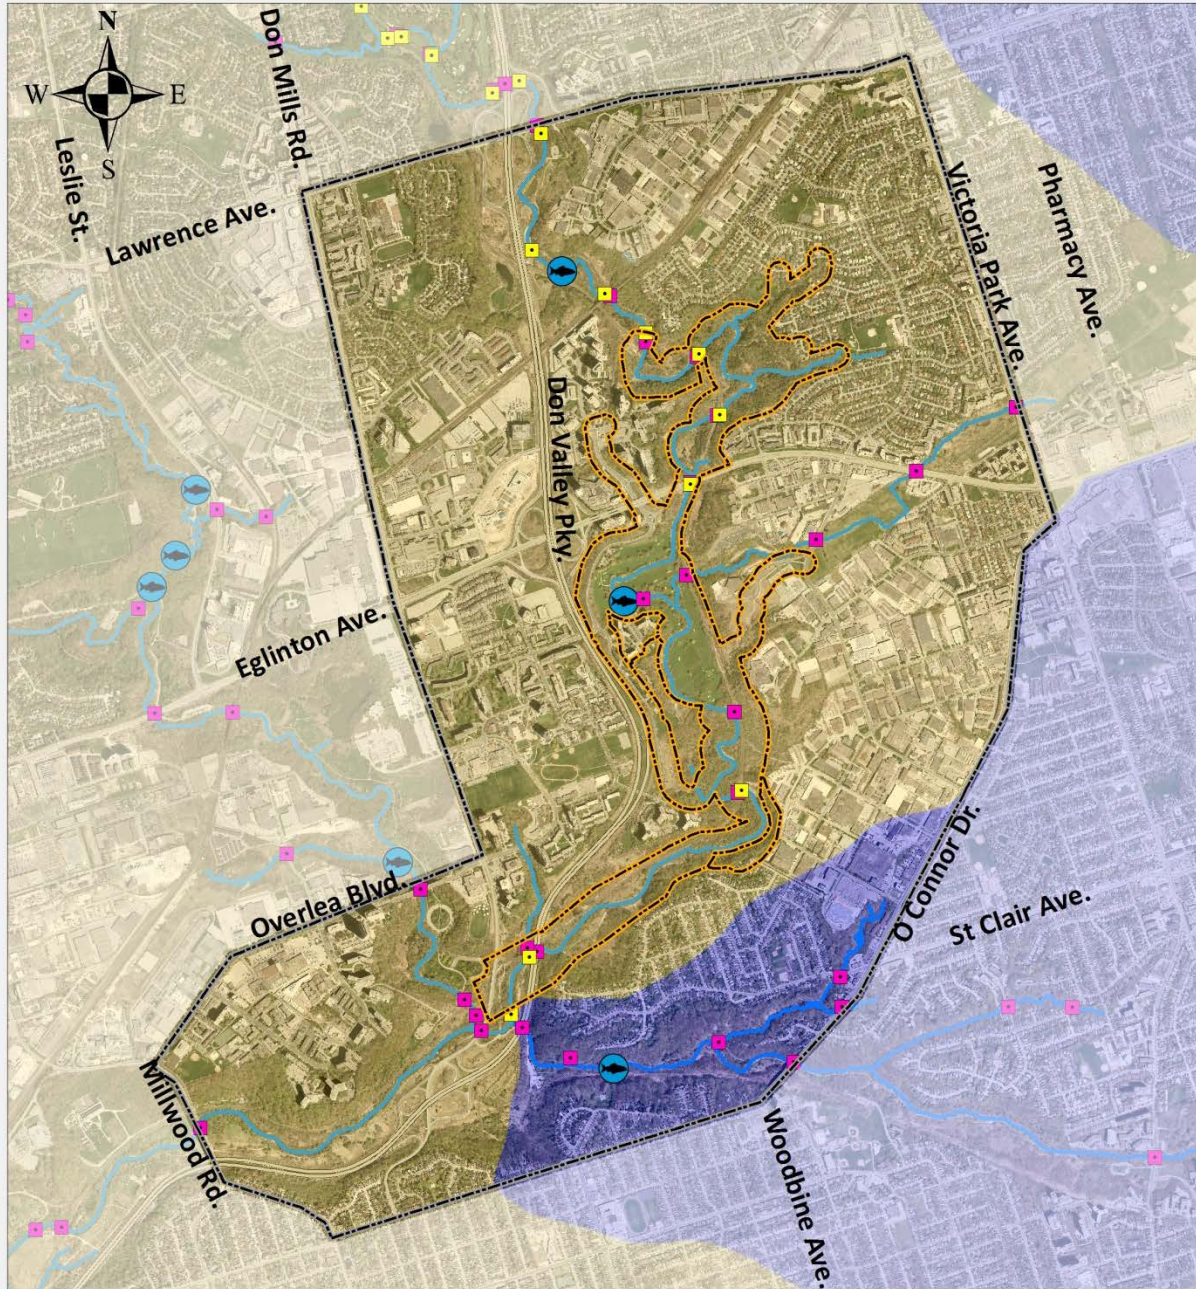 N
W
E
S
Don Mills Rd.
Leslie St.
Lawrence Ave.
Victoria Park Ave.
Pharmacy Ave.
Don Valley Pky.
Eglinton Ave.
Overlea Blvd.
O'Connor Dr.
St Clair Ave.
Millwood Rd.
Woodbine Ave.